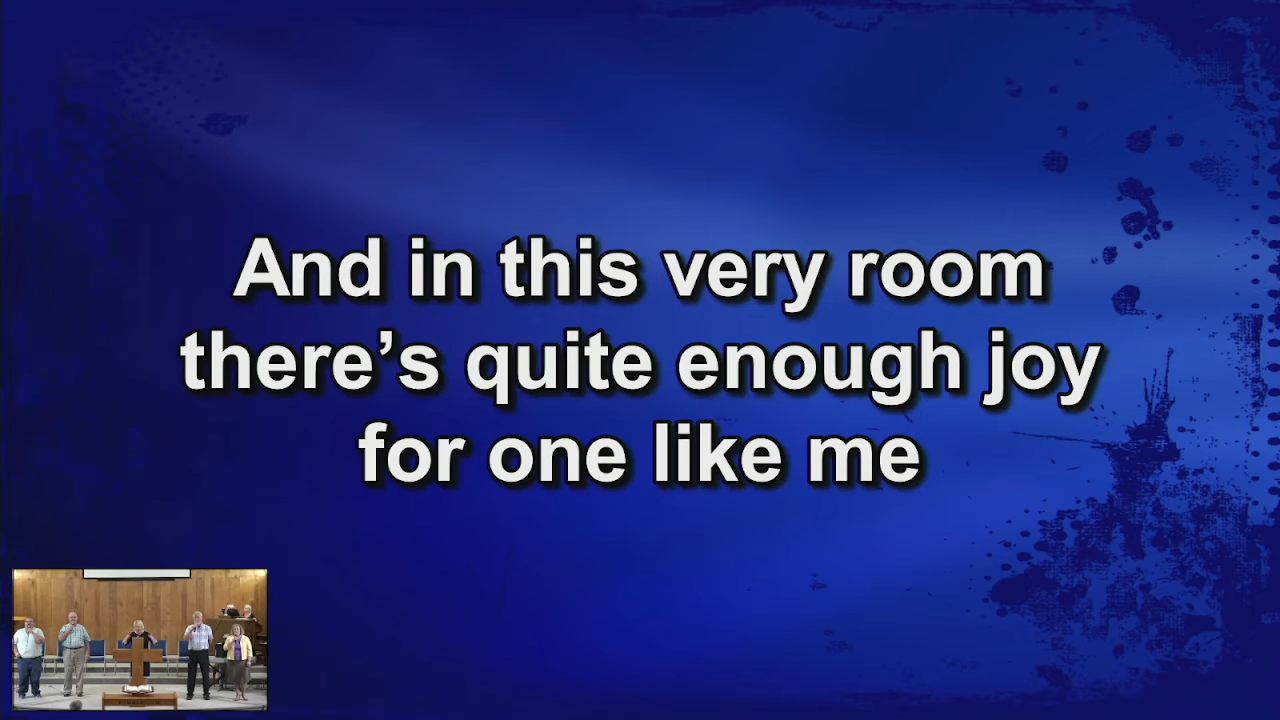 And in this very room
there’s quite enough joy
for one like me